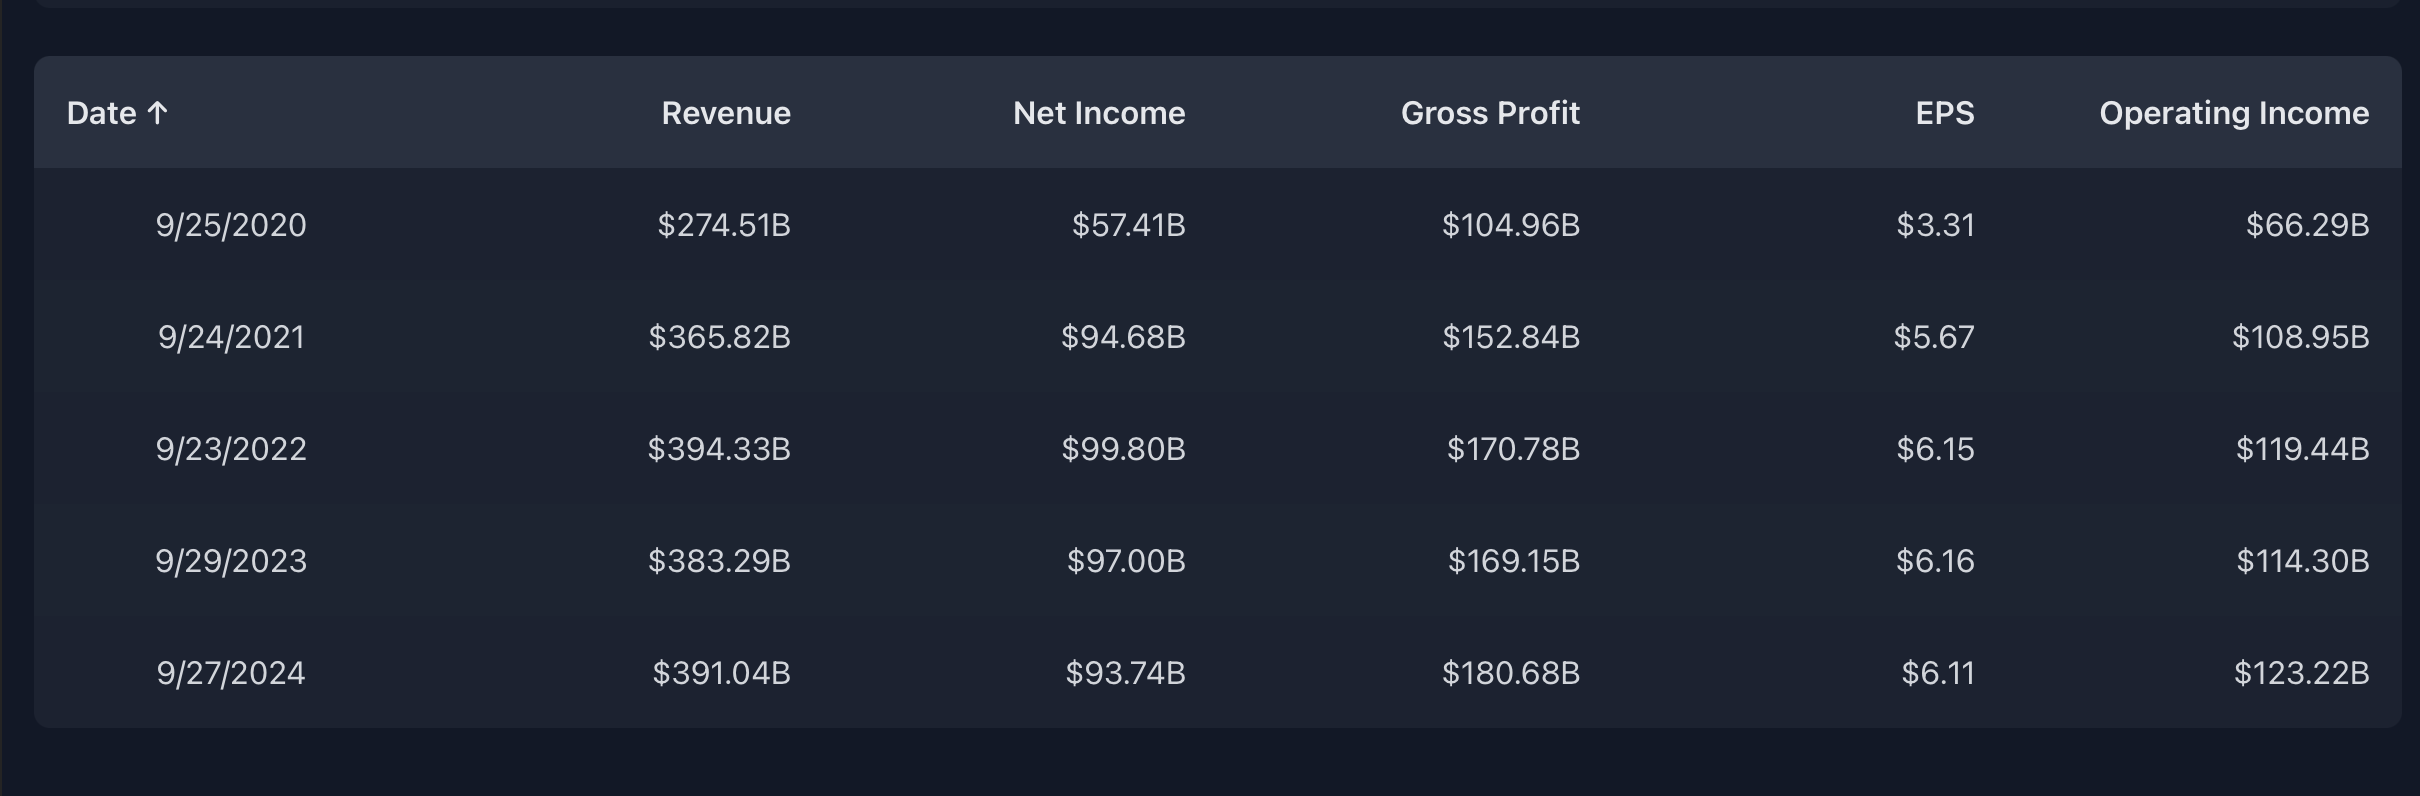 Date ↑ Revenue Net Income Gross Profit EPS Operating Income
9/25/2020 $274.51B $57.41B $104.96B $3.31 $66.29B
9/24/2021 $365.82B $94.68B $152.84B $5.67 $108.95B
9/23/2022 $394.33B $99.80B $170.78B $6.15 $119.44B
9/29/2023 $383.29B $97.00B $169.15B $6.16 $114.30B
9/27/2024 $391.04B $93.74B $180.68B $6.11 $123.22B